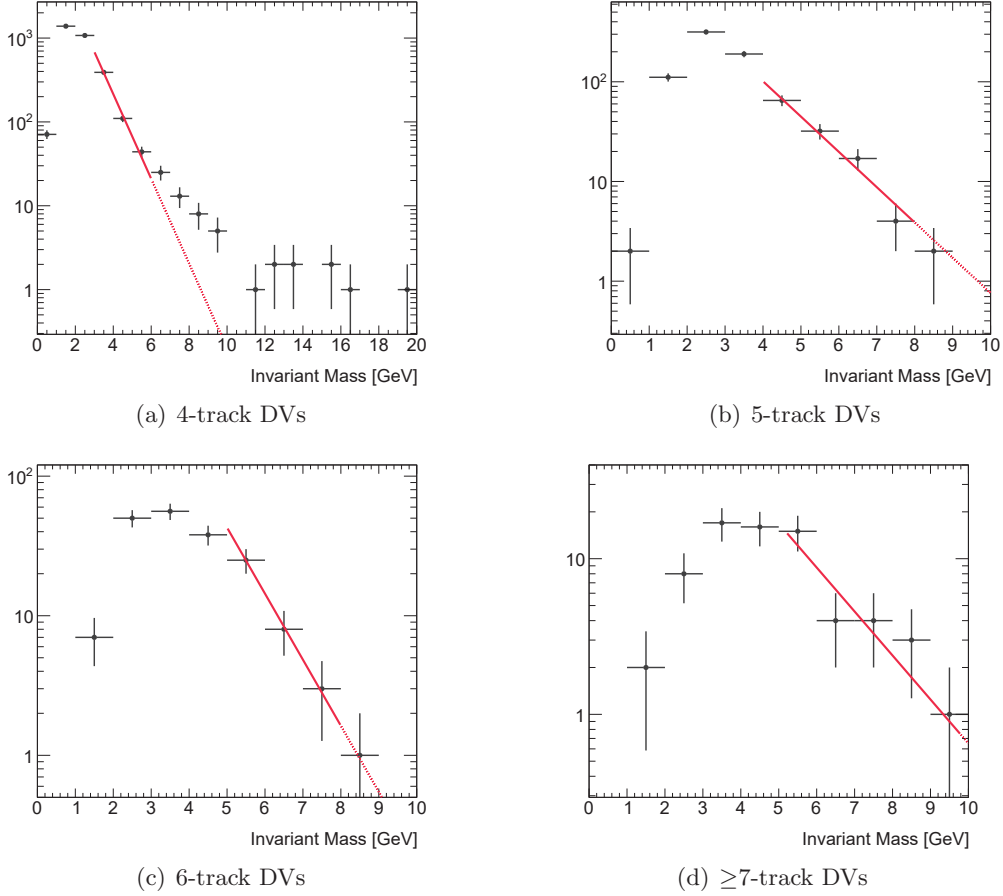 10³
10²
10
1
0 2 4 6 8 10 12 14 16 18 20
Invariant Mass [GeV]
(a) 4-track DVs
10²
10
1
0 1 2 3 4 5 6 7 8 9 10
Invariant Mass [GeV]
(b) 5-track DVs
10²
10
1
0 1 2 3 4 5 6 7 8 9 10
Invariant Mass [GeV]
(c) 6-track DVs
10
1
0 1 2 3 4 5 6 7 8 9 10
Invariant Mass [GeV]
(d) ≥7-track DVs